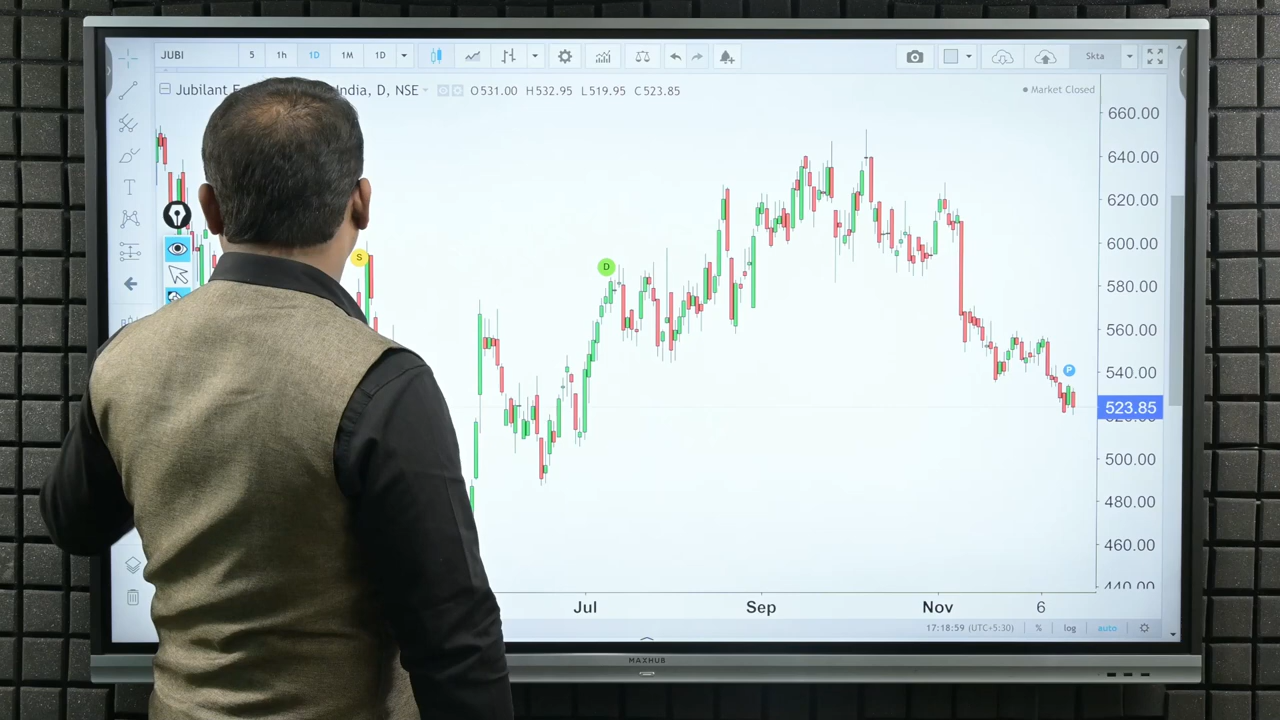 JUBI 5 1h 1D 1M 1D Skta
Jubilant India, D, NSE O531.00 H532.95 L519.95 C523.85 Market Closed
660.00
640.00
T
620.00
600.00
S
D
580.00
560.00
P
540.00
523.85
500.00
480.00
460.00
440.00
Jul Sep Nov 6
17:18:59 (UTC+5:30) % log auto
MAXHUB